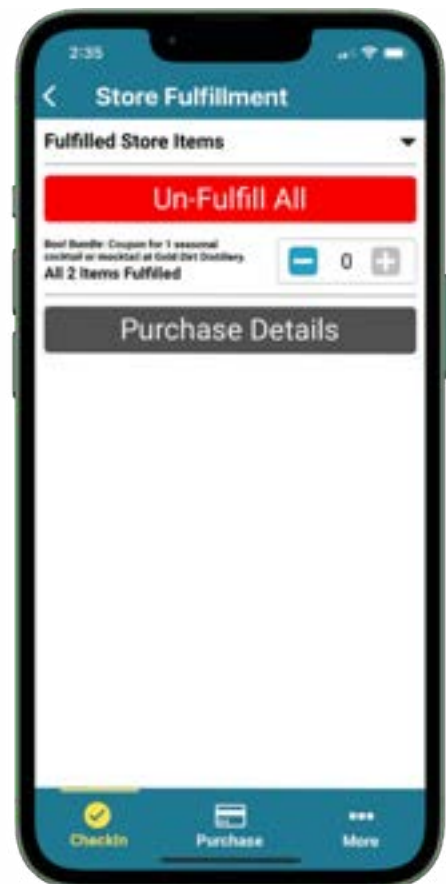 2:35
Store Fulfillment
Fulfilled Store Items
Un-Fulfill All
Boo! Bundle: Coupon for 1 seasonal
cocktail or mocktail at Gold Dirt Distillery.
All 2 Items Fulfilled
0
Purchase Details
CheckIn
Purchase
More